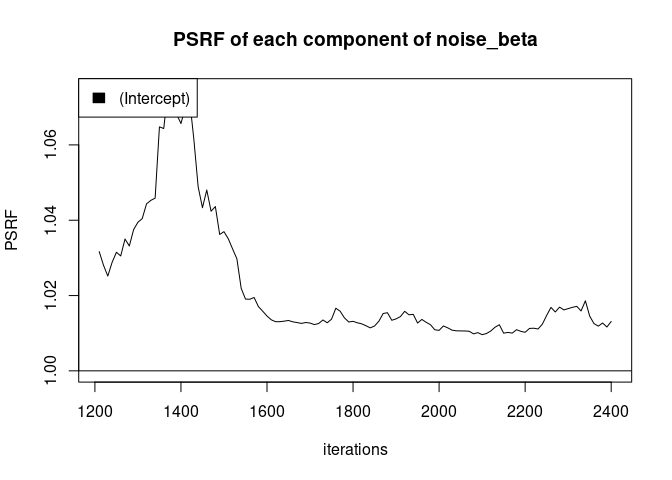 PSRF of each component of noise_beta
(Intercept)
PSRF
1.06
1.04
1.02
1.00
1200 1400 1600 1800 2000 2200 2400
iterations